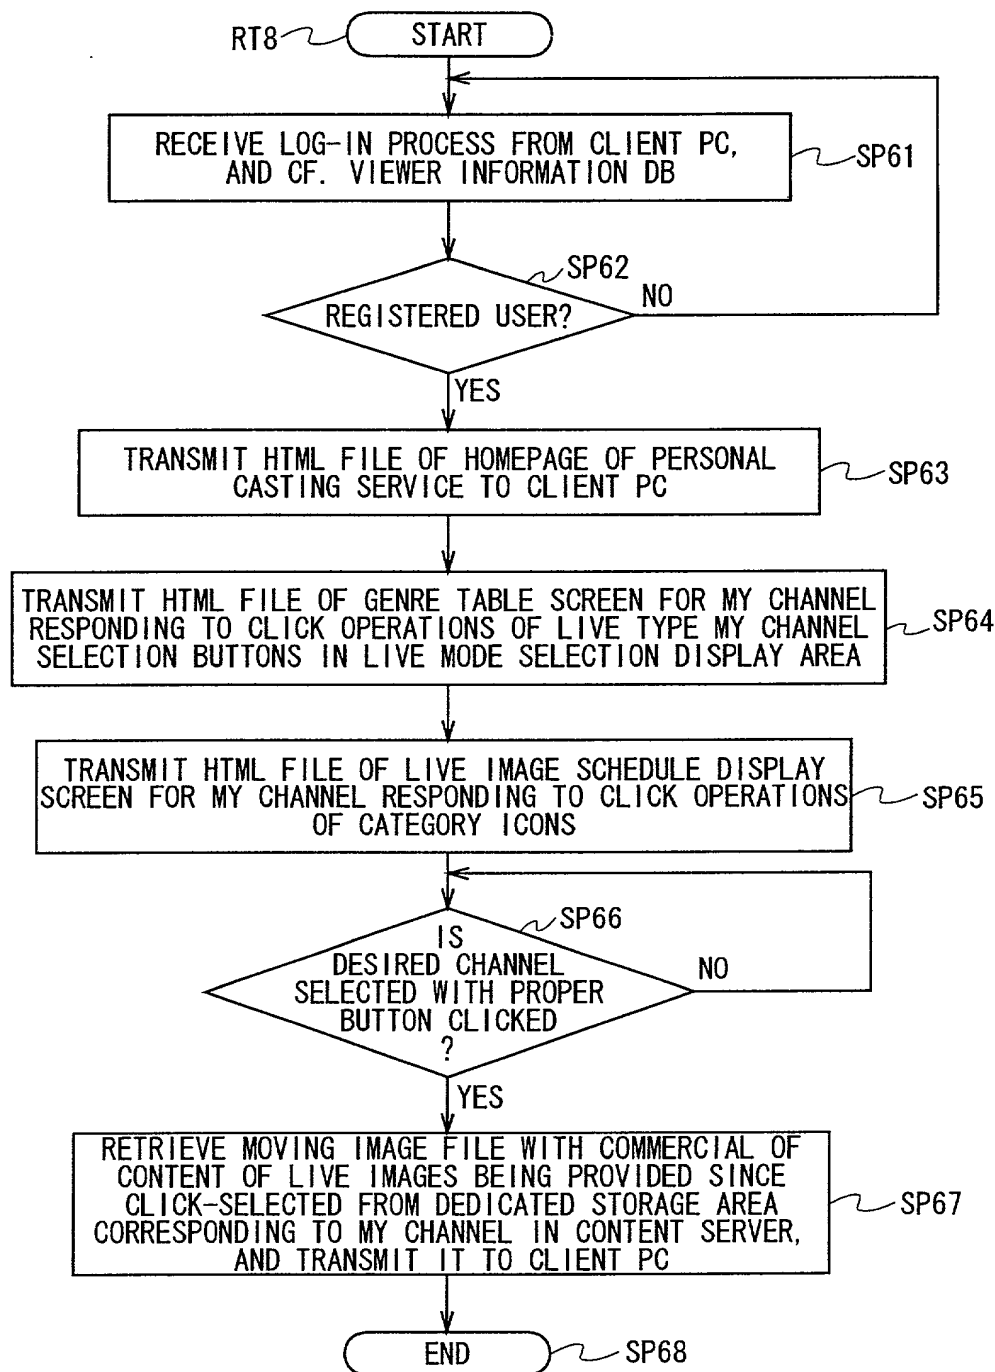 RT8
START
RECEIVE LOG-IN PROCESS FROM CLIENT PC,
AND CF. VIEWER INFORMATION DB
SP61
SP62
REGISTERED USER?
NO
YES
TRANSMIT HTML FILE OF HOMEPAGE OF PERSONAL
CASTING SERVICE TO CLIENT PC
SP63
TRANSMIT HTML FILE OF GENRE TABLE SCREEN FOR MY CHANNEL
RESPONDING TO CLICK OPERATIONS OF LIVE TYPE MY CHANNEL
SELECTION BUTTONS IN LIVE MODE SELECTION DISPLAY AREA
SP64
TRANSMIT HTML FILE OF LIVE IMAGE SCHEDULE DISPLAY
SCREEN FOR MY CHANNEL RESPONDING TO CLICK OPERATIONS
OF CATEGORY ICONS
SP65
SP66
IS
DESIRED CHANNEL
SELECTED WITH PROPER
BUTTON CLICKED
?
NO
YES
RETRIEVE MOVING IMAGE FILE WITH COMMERCIAL OF
CONTENT OF LIVE IMAGES BEING PROVIDED SINCE
CLICK-SELECTED FROM DEDICATED STORAGE AREA
CORRESPONDING TO MY CHANNEL IN CONTENT SERVER,
AND TRANSMIT IT TO CLIENT PC
SP67
END
SP68